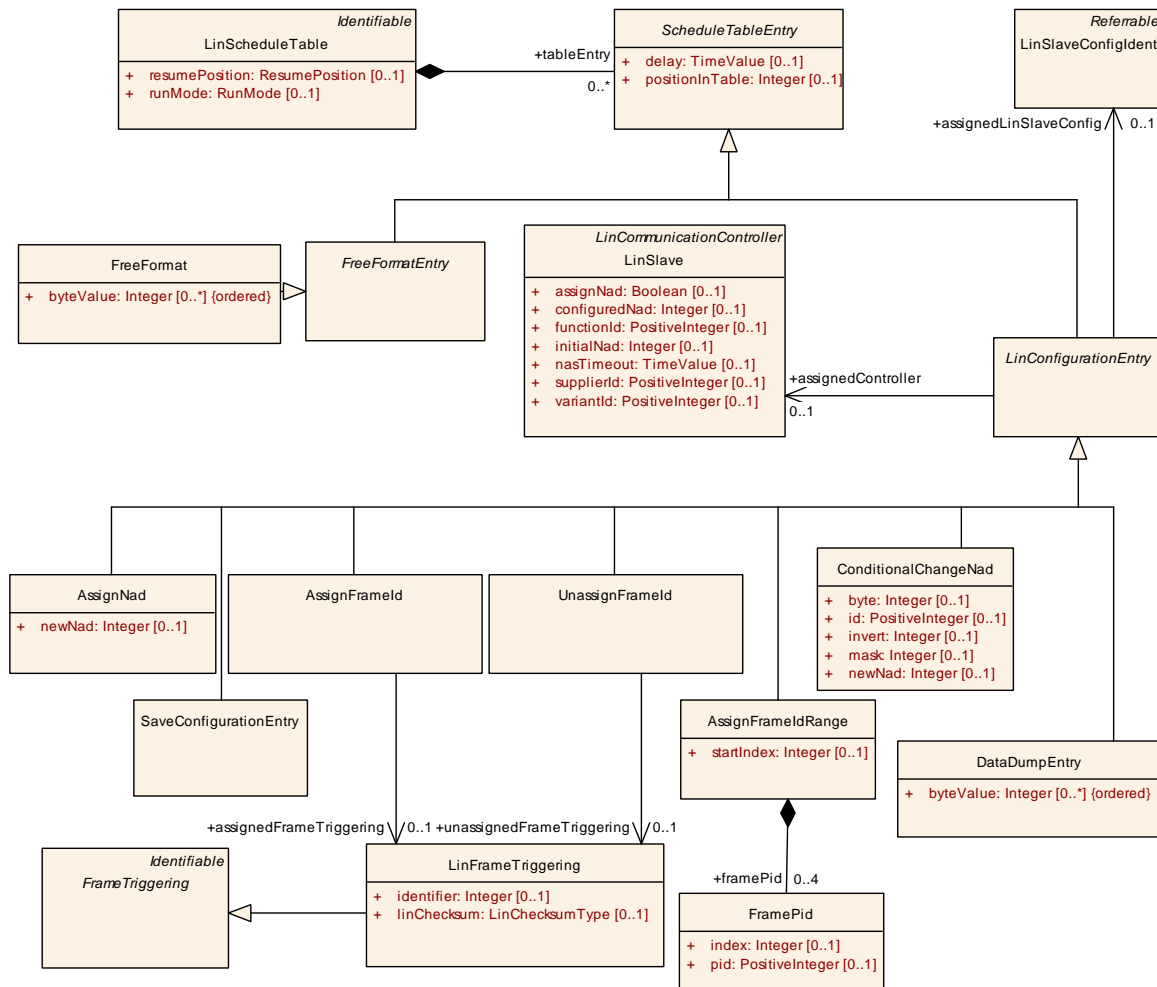 Identifiable
LinScheduleTable
+ resumePosition: ResumePosition [0..1]
+ runMode: RunMode [0..1]
+tableEntry
0..*
ScheduleTableEntry
+ delay: TimeValue [0..1]
+ positionInTable: Integer [0..1]
Referrable
LinSlaveConfigIdent
+assignedLinSlaveConfig
0..1
FreeFormat
+ byteValue: Integer [0..*] {ordered}
FreeFormatEntry
LinCommunicationController
LinSlave
+ assignNad: Boolean [0..1]
+ configuredNad: Integer [0..1]
+ functionId: PositiveInteger [0..1]
+ initialNad: Integer [0..1]
+ nasTimeout: TimeValue [0..1]
+ supplierId: PositiveInteger [0..1]
+ variantId: PositiveInteger [0..1]
+assignedController
0..1
LinConfigurationEntry
AssignNad
+ newNad: Integer [0..1]
AssignFrameId
UnassignFrameId
ConditionalChangeNad
+ byte: Integer [0..1]
+ id: PositiveInteger [0..1]
+ invert: Integer [0..1]
+ mask: Integer [0..1]
+ newNad: Integer [0..1]
SaveConfigurationEntry
AssignFrameIdRange
+ startIndex: Integer [0..1]
DataDumpEntry
+ byteValue: Integer [0..*] {ordered}
+assignedFrameTriggering
0..1
+unassignedFrameTriggering
0..1
Identifiable
FrameTriggering
LinFrameTriggering
+ identifier: Integer [0..1]
+ linChecksum: LinChecksumType [0..1]
+framePid
0..4
FramePid
+ index: Integer [0..1]
+ pid: PositiveInteger [0..1]